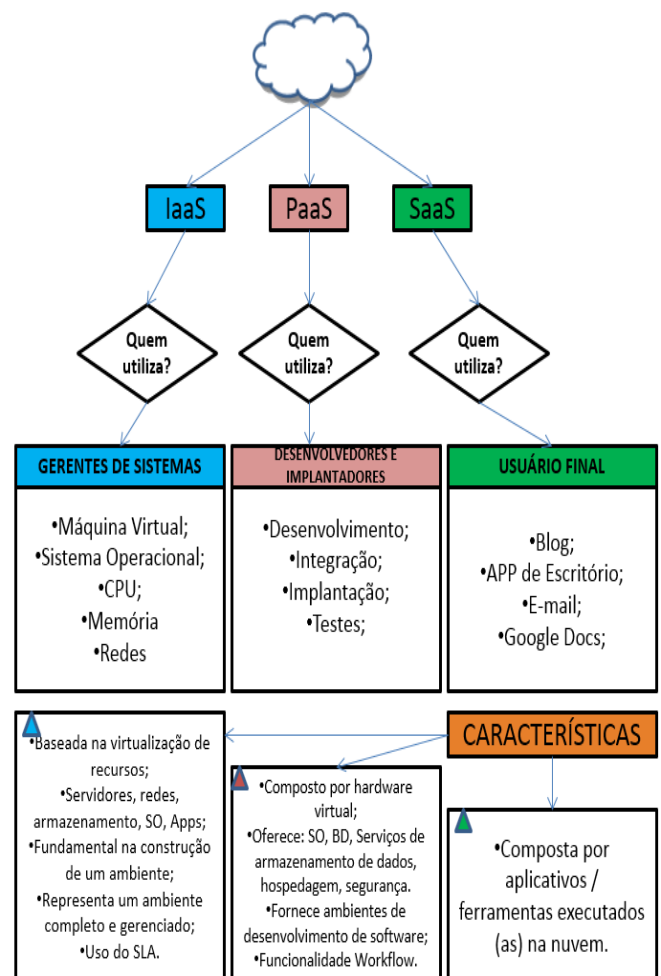 IaaS
PaaS
SaaS
Quem
utiliza?
Quem
utiliza?
Quem
utiliza?
GERENTES DE SISTEMAS
•Máquina Virtual;
•Sistema Operacional;
•CPU;
•Memória
•Redes
DESENVOLVEDORES E
IMPLANTADORES
•Desenvolvimento;
•Integração;
•Implantação;
•Testes;
USUÁRIO FINAL
•Blog;
•APP de Escritório;
•E-mail;
•Google Docs;
CARACTERÍSTICAS
•Baseada na virtualização de
recursos;
•Servidores, redes,
armazenamento, SO, Apps;
•Fundamental na construção
de um ambiente;
•Representa um ambiente
completo e gerenciado;
•Uso do SLA.
•Composto por hardware
virtual;
•Oferece: SO, BD, Serviços de
armazenamento de dados,
hospedagem, segurança.
•Fornece ambientes de
desenvolvimento de software;
•Funcionalidade Workflow.
•Composta por
aplicativos /
ferramentas executados
(as) na nuvem.